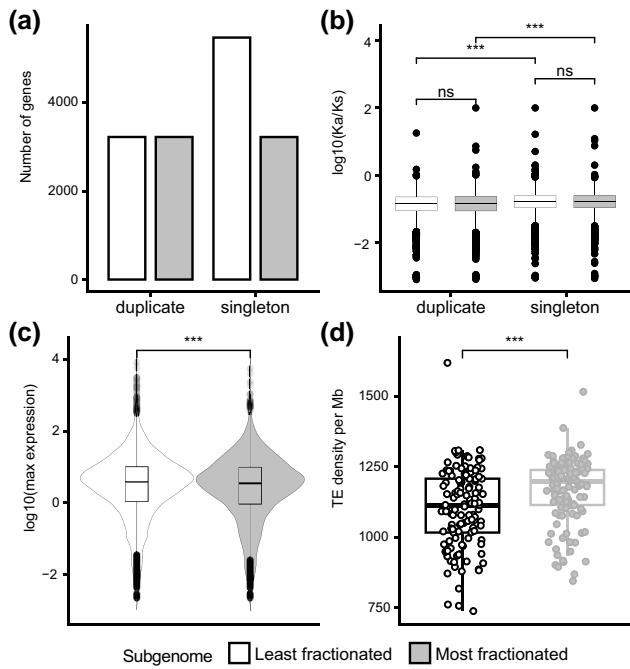 (a)
Number of genes
4000
2000
0
duplicate singleton
(b)
log10(Ka/Ks)
4
2
0
−2
***
***
ns
ns
duplicate singleton
(c)
log10(max expression)
4
2
0
−2
***
(d)
TE density per Mb
1500
1250
1000
750
***
Subgenome Least fractionated Most fractionated